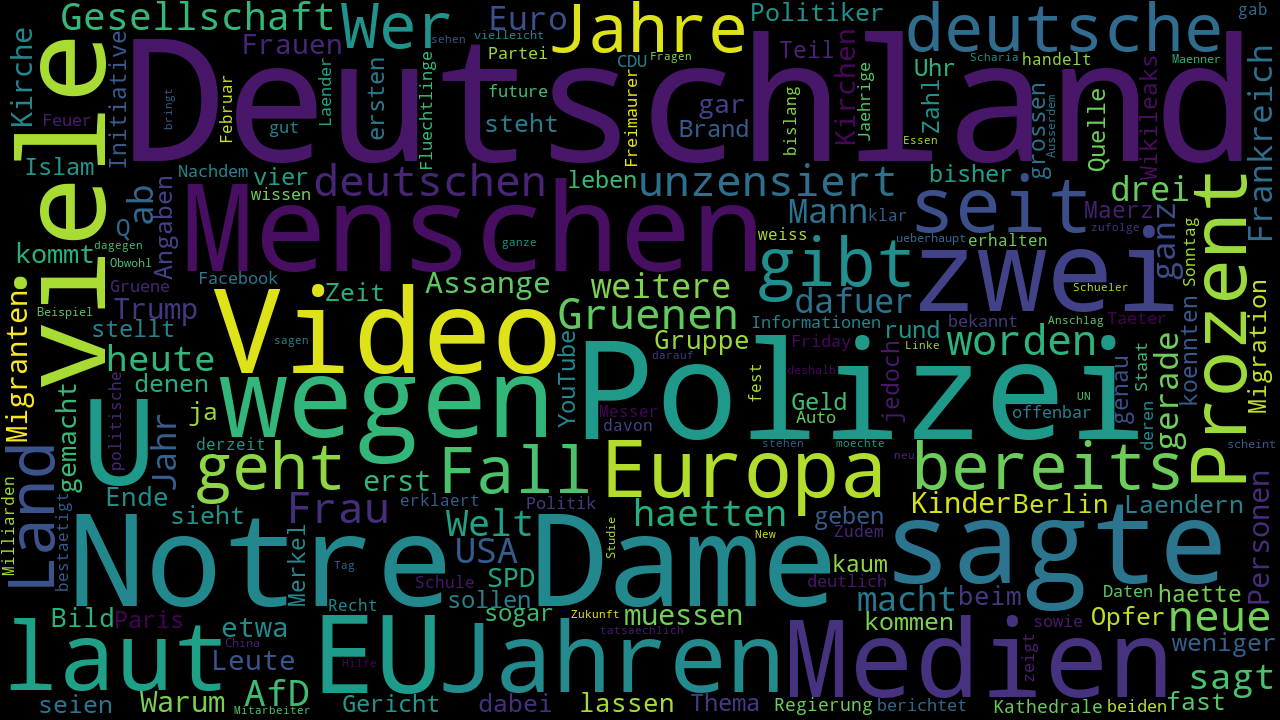 Gesellschaft
Wer
Euro
Jahre
Politiker
deutsche
gab
Kirche
viele
Initiative
Frauen
sehen
vielleicht
Partei
CDU
Fragen
Teil
Kirchen
Scharia
handelt
Wikileaks
Maenner
Frankreich
Deutschland
Feuer
bringt
Februar
gut
Laender
ersten
Fluechtlinge
future
steht
Freimaurer
gar
Brand
bislang
Jaehrige
Uhr
Essen
Zahl
grossen
Ausserdem
Quelle
Islam
Q
ab
Angaben
Nachdem
vier
wissen
deutschen
leben
unzensiert
bisher
drei
Menschen
Mann
klar
seit
Maerz
zufolge
ganz
Sonntag
Prozent
kommt
dagegen
Obwohl
ganze
weiss
ueberhaupt
erhalten
Gruene
Facebook
Zeit
Assange
weitere
gibt
dafuer
zwei
Schueler
Migranten
Beispiel
Trump
Video
Gruenen
Informationen
rund
bekannt
Anschlag
Taeter
koennten
Migration
stellt
sagen
YouTube
Gruppe
Friday
jedoch
Linke
worden
genau
Staat
gerade
heute
denen
wegen
Polizei
darauf
deshalb
fest
Geld
Auto
offenbar
UN
deren
scheint
gemacht
politische
U
Jahr
ja
derzeit
Messer
davon
stehen
moechte
neu
Land
geht
erst
Fall
Europa
bereits
Milliarden
bestaetigt
Ende
sieht
Frau
erklaert
Politik
haetten
geben
Kinder
Berlin
Laendern
Personen
Notre
Dame
Merkel
Welt
USA
Studie
New
Zudem
sagte
Tag
Schule
SPD
kaum
deutlich
Recht
sollen
sogar
Zukunft
muessen
macht
beim
Daten
haette
Bild
Paris
etwa
tatsaechlich
kommen
sowie
Opfer
neue
laut
China
Leute
Hilfe
EU
Jahren
Medien
zeigt
weniger
sagt
seien
Warum
AfD
Mitarbeiter
Gericht
dabei
lassen
Thema
Regierung
berichtet
Kathedrale
beiden
fast